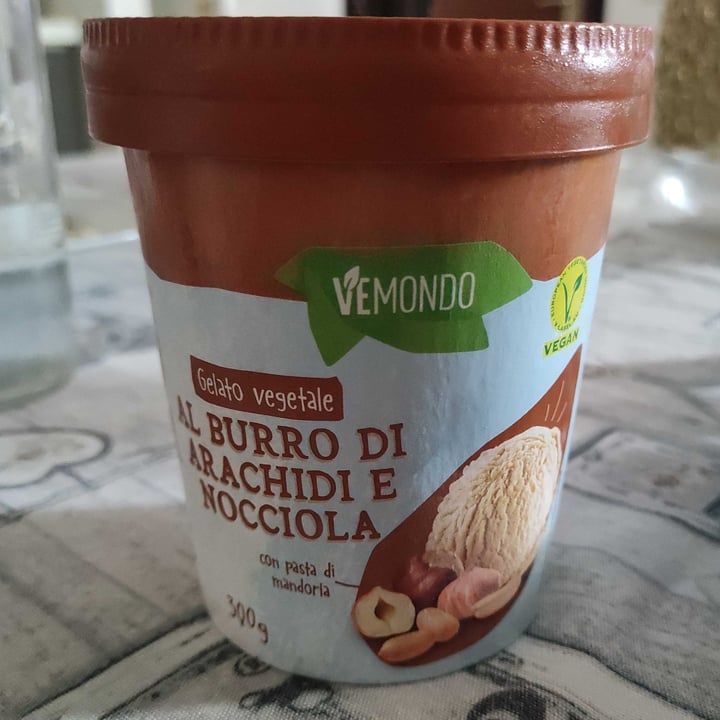 VEMONDO
VEGAN
Gelato vegetale
AL BURRO DI
ARACHIDI E
NOCCIOLA
con pasta di
mandorla
300g